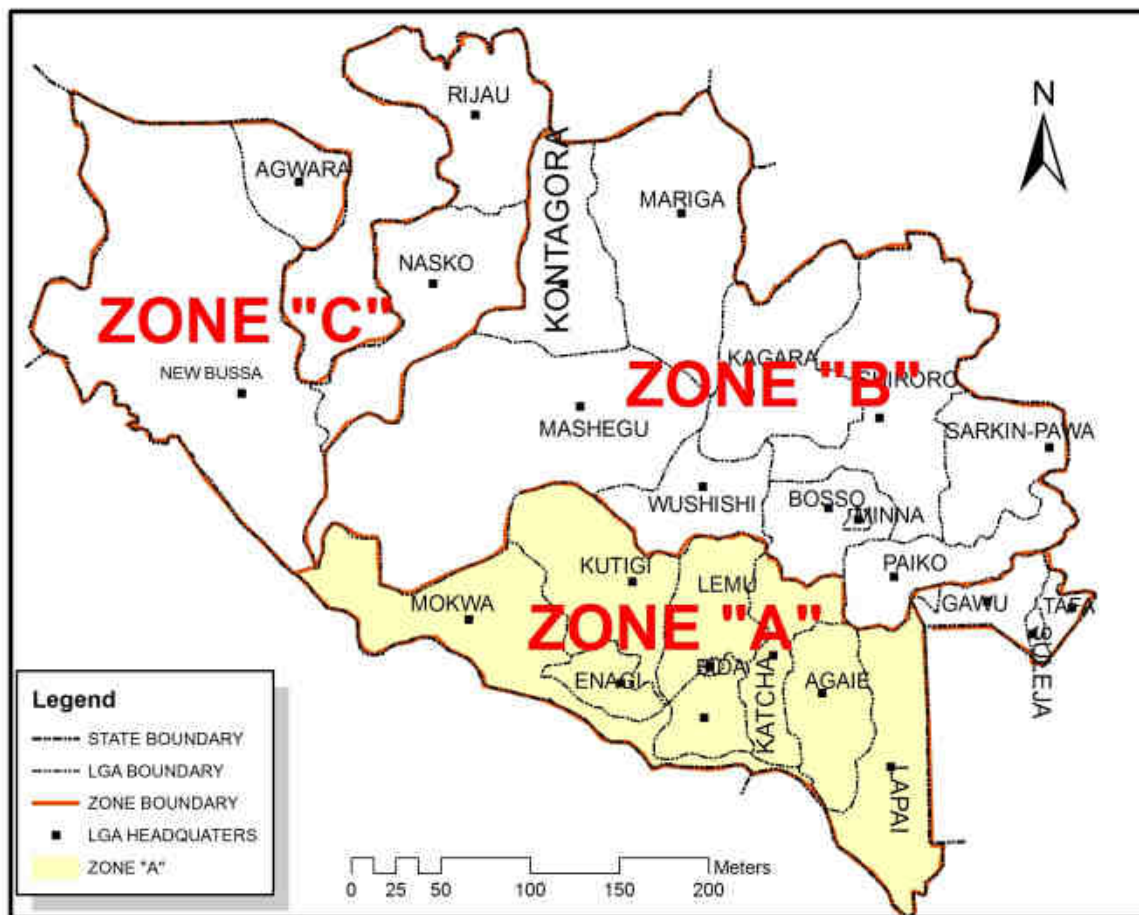 N
RIJAU
AGWARA
KONTAGORA
MARIGA
NASKO
ZONE "C"
NEW BUSSA
KAGARA
ZONE "B"
SHIRORO
MASHEGU
SARKIN-PAWA
WUSHISHI
BOSSO
MINNA
KUTIGI
LEMU
PAIKO
MOKWA
GAWU
TAFA
SULEJA
ZONE "A"
ENAGI
BIDA
KATCHA
AGAIE
LAPAI
Legend
STATE BOUNDARY
LGA BOUNDARY
ZONE BOUNDARY
LGA HEADQUATERS
ZONE "A"
Meters
0 25 50 100 150 200